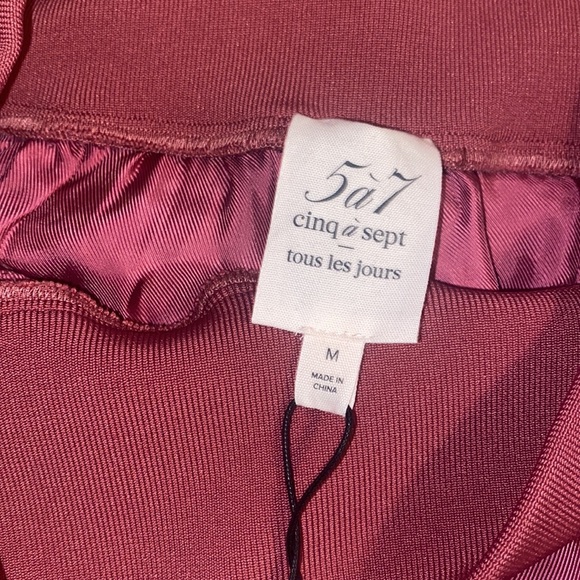 5à7
cinq à sept
tous les jours
M
MADE IN
CHINA